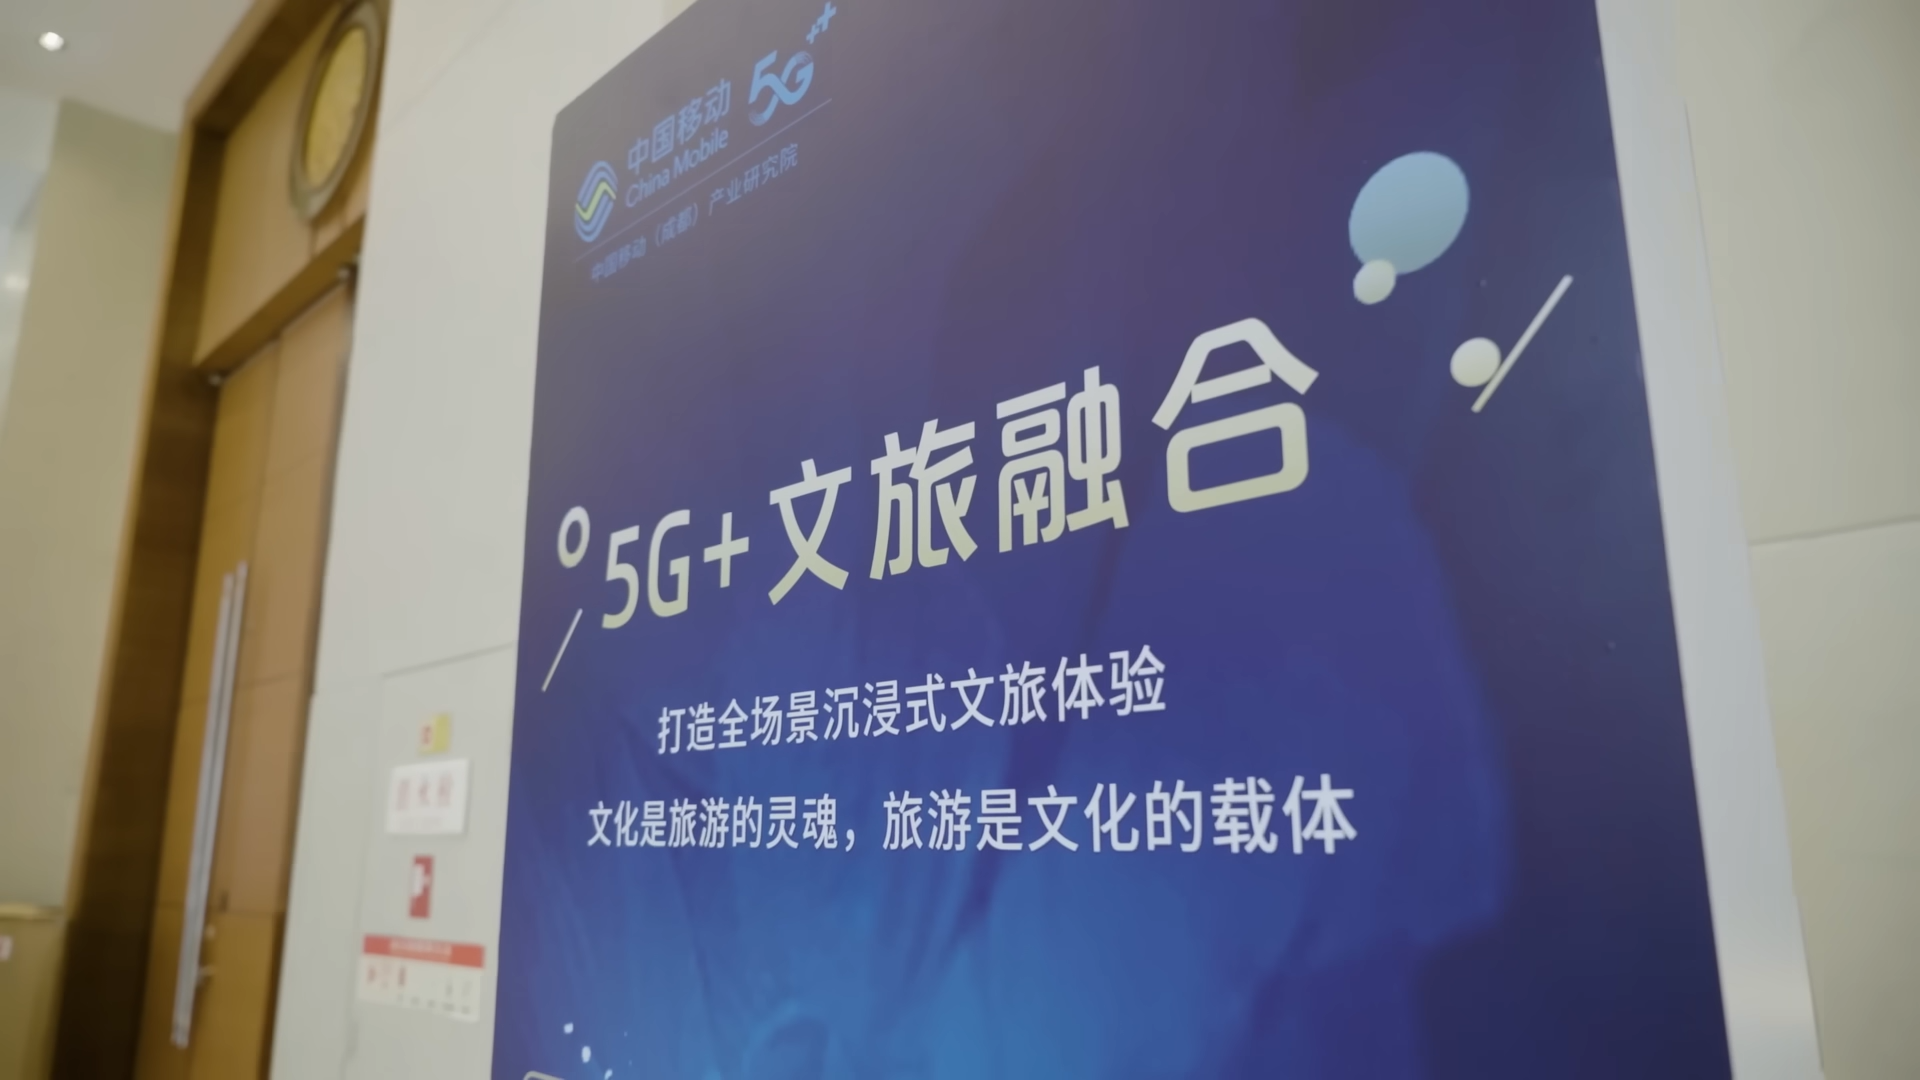 中国移动 5G++
China Mobile
中国移动（成都）产业研究院
5G+文旅融合
打造全场景沉浸式文旅体验
文化是旅游的灵魂，旅游是文化的载体